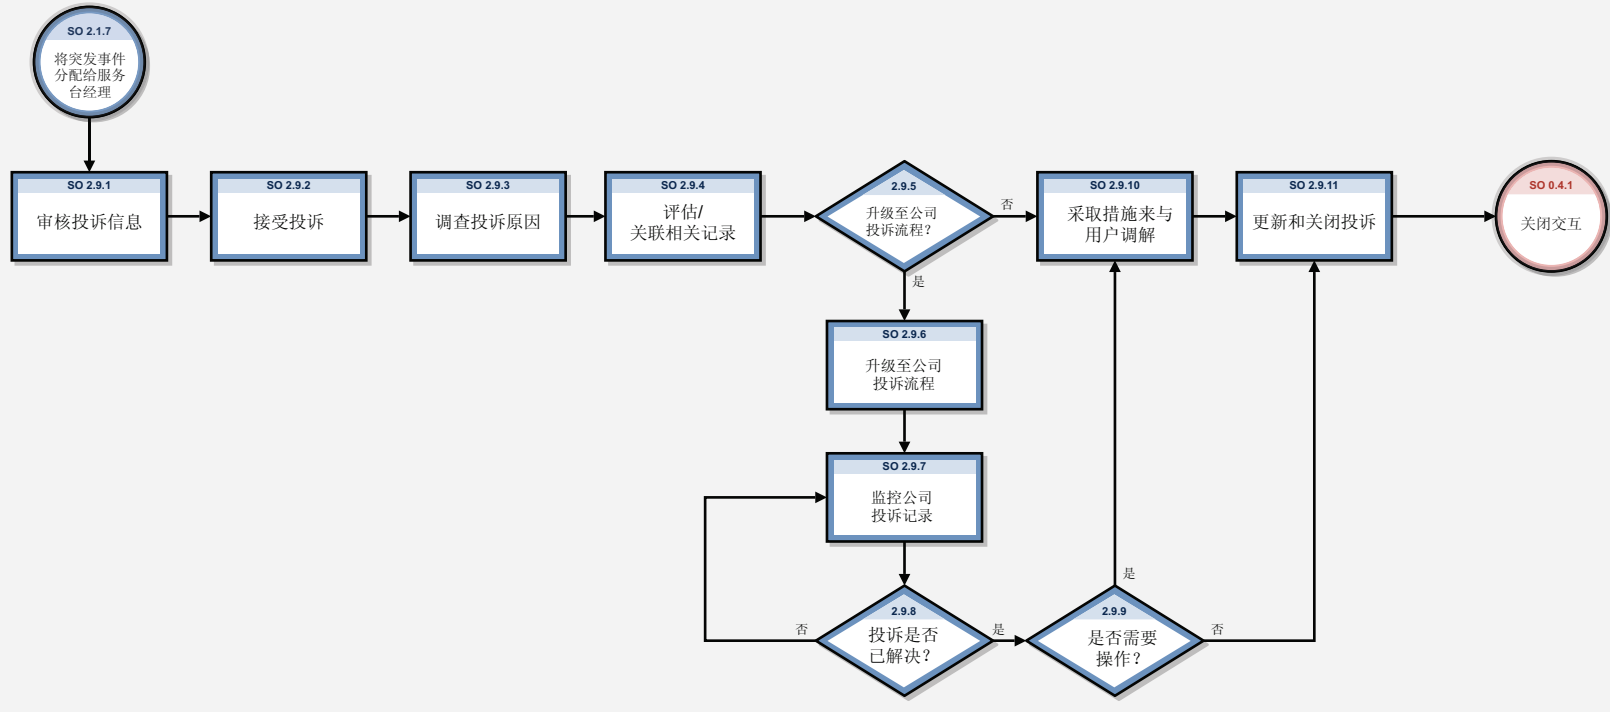 SO 2.1.7
将突发事件
分配给服务
台经理
SO 2.9.1
审核投诉信息
SO 2.9.2
接受投诉
SO 2.9.3
调查投诉原因
SO 2.9.4
评估/
关联相关记录
2.9.5
升级至公司
投诉流程？
否
是
SO 2.9.10
采取措施来与
用户调解
SO 2.9.11
更新和关闭投诉
SO 0.4.1
关闭交互
SO 2.9.6
升级至公司
投诉流程
SO 2.9.7
监控公司
投诉记录
2.9.8
投诉是否
已解决？
否
是
2.9.9
是否需要
操作？
是
否